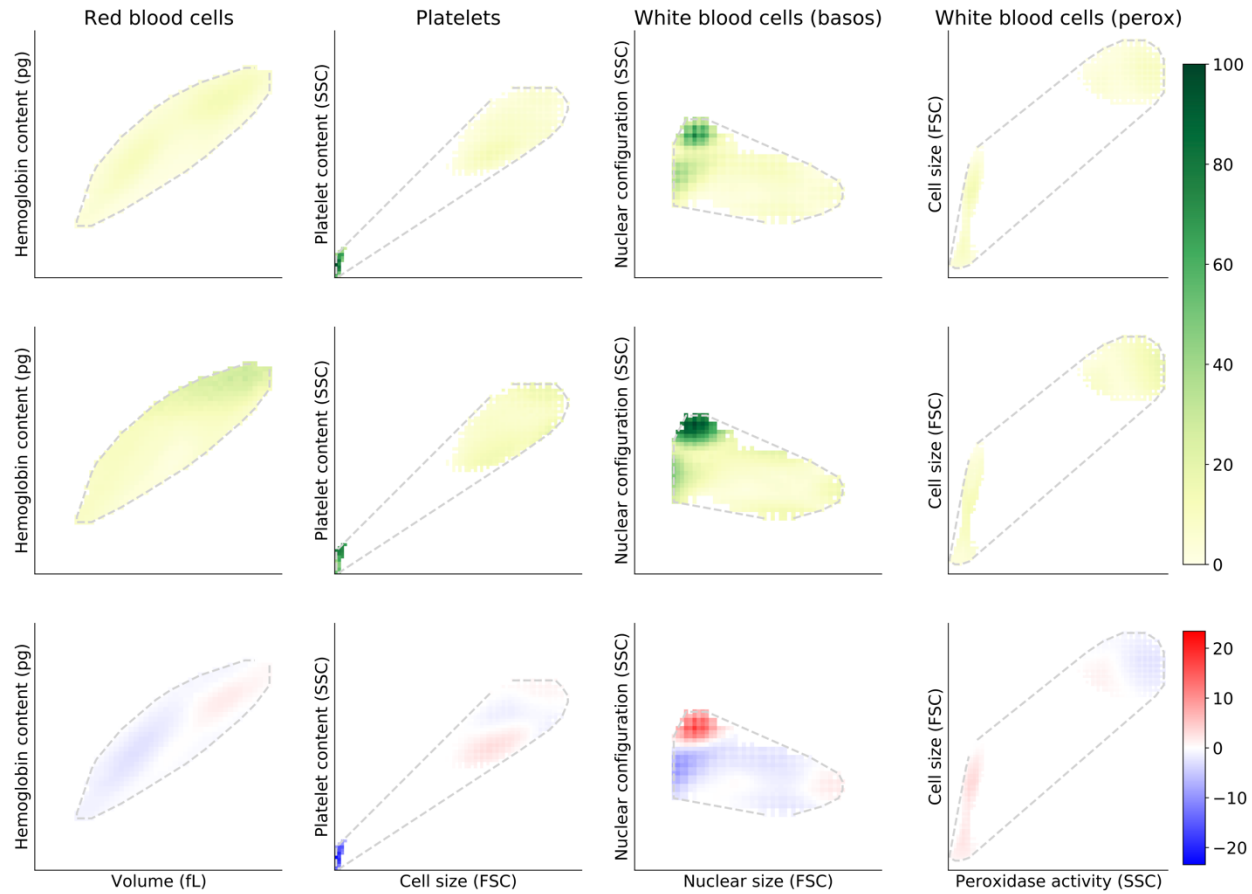 Red blood cells
Platelets
White blood cells (basos)
White blood cells (perox)
Hemoglobin content (pg)
Platelet content (SSC)
Nuclear configuration (SSC)
Cell size (FSC)
100
80
60
40
20
0
Hemoglobin content (pg)
Platelet content (SSC)
Nuclear configuration (SSC)
Cell size (FSC)
Hemoglobin content (pg)
Platelet content (SSC)
Nuclear configuration (SSC)
Cell size (FSC)
20
10
0
−10
−20
Volume (fL)
Cell size (FSC)
Nuclear size (FSC)
Peroxidase activity (SSC)